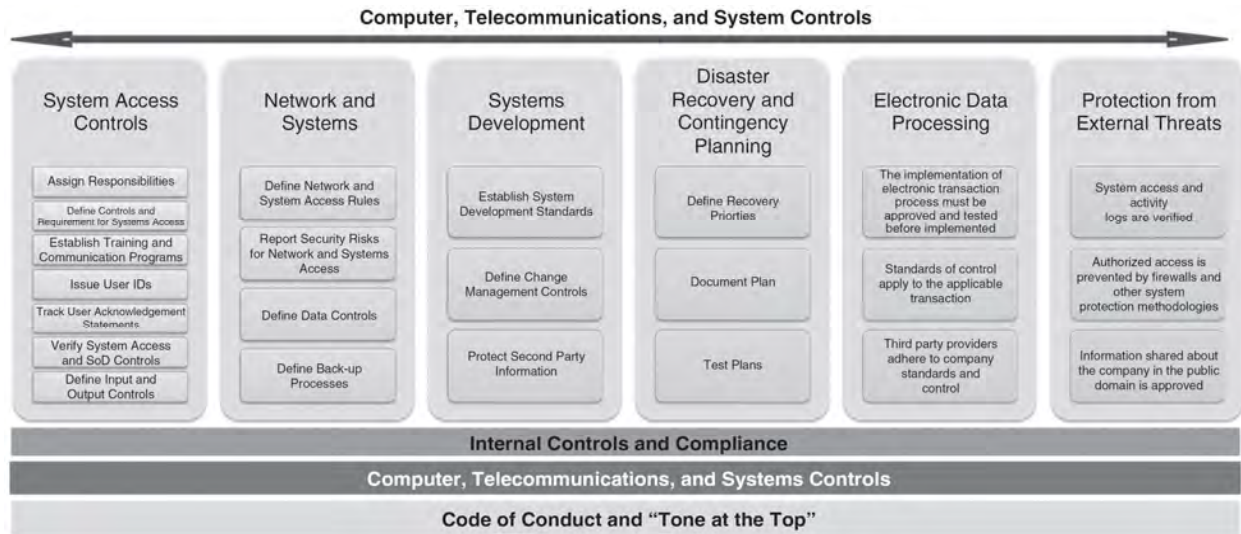 Computer, Telecommunications, and System Controls
System Access
Controls
Assign Responsibilities
Define Controls and
Requirement for Systems Access
Establish Training and
Communication Programs
Issue User IDs
Track User Acknowledgement
Statements
Verify System Access
and SoD Controls
Define Input and
Output Controls
Network and
Systems
Define Network and
System Access Rules
Report Security Risks
for Network and Systems
Access
Define Data Controls
Define Back-up
Processes
Systems
Development
Establish System
Development Standards
Define Change
Management Controls
Protect Second Party
Information
Disaster
Recovery and
Contingency
Planning
Define Recovery
Priorties
Document Plan
Test Plans
Electronic Data
Processing
The implementation of
electronic transaction
process must be
approved and tested
before implemented
Standards of control
apply to the applicable
transaction
Third party providers
adhere to company
standards and
control
Protection from
External Threats
System access and
activity
logs are verified
Authorized access is
prevented by firewalls and
other system
protection methodologies
Information shared about
the company in the public
domain is approved
Internal Controls and Compliance
Computer, Telecommunications, and Systems Controls
Code of Conduct and “Tone at the Top”